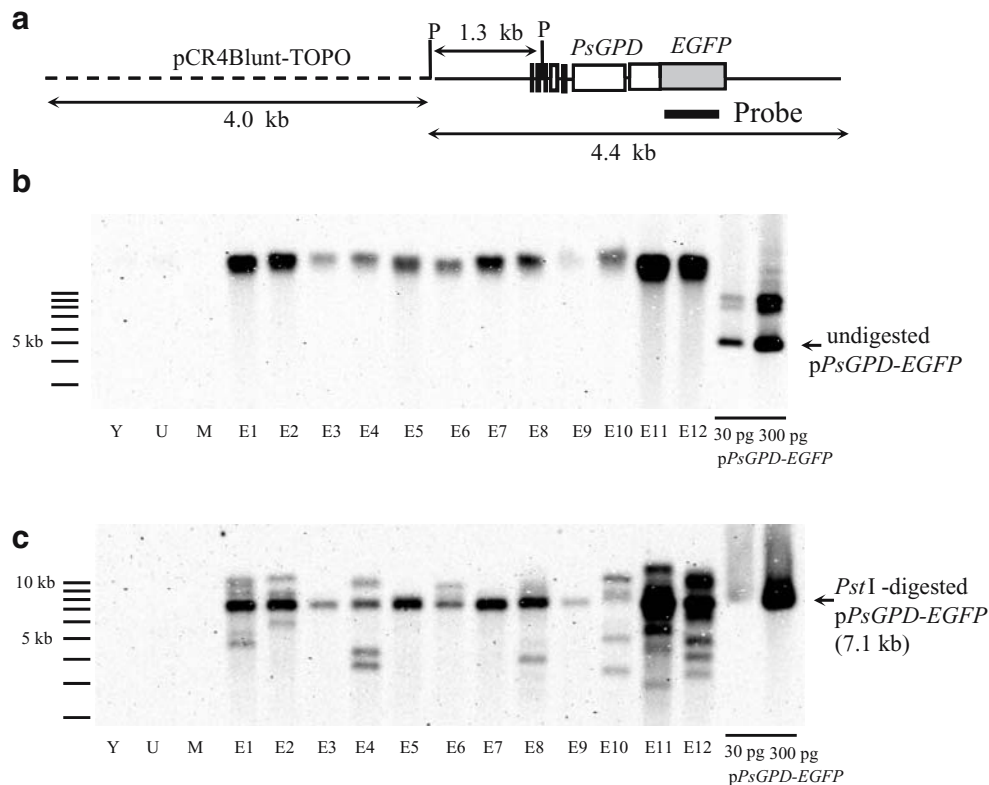 a
P 1.3 kb P PsGPD EGFP
pCR4Blunt-TOPO
4.0 kb
Probe
4.4 kb
b
5 kb
undigested
pPsGPD-EGFP
Y U M E1 E2 E3 E4 E5 E6 E7 E8 E9 E10 E11 E12 30 pg 300 pg
pPsGPD-EGFP
c
10 kb
5 kb
PstI -digested
pPsGPD-EGFP
(7.1 kb)
Y U M E1 E2 E3 E4 E5 E6 E7 E8 E9 E10 E11 E12 30 pg 300 pg
pPsGPD-EGFP